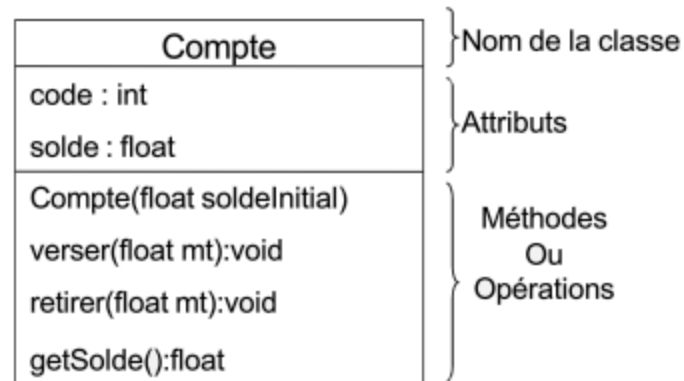 Compte
Nom de la classe
code : int
solde : float
Attributs
Compte(float soldeInitial)
verser(float mt):void
retirer(float mt):void
getSolde():float
Méthodes
Ou
Opérations